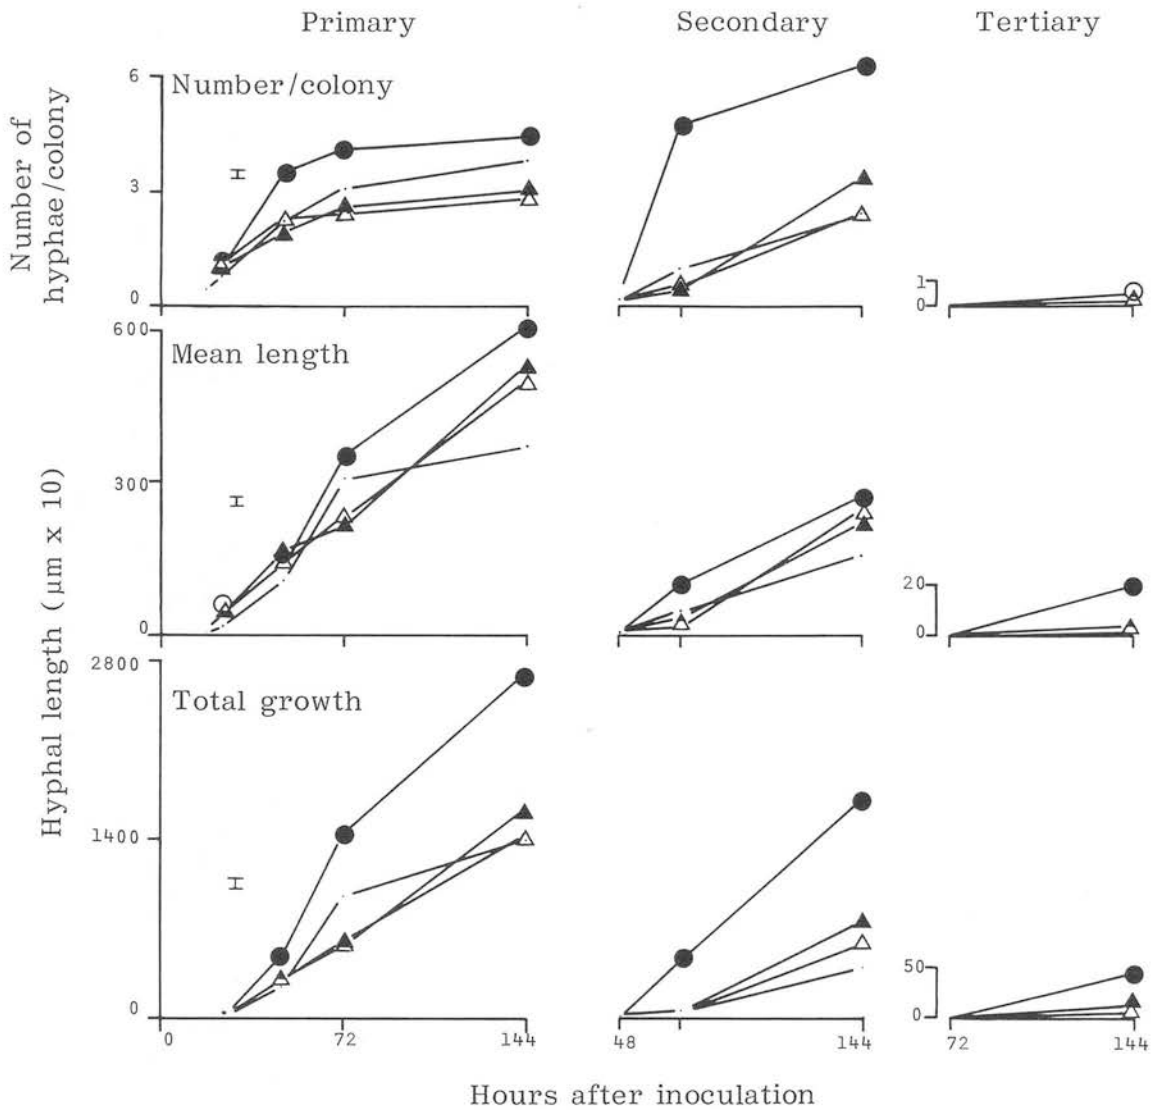 Primary Secondary Tertiary
Number/colony
Number of
hyphae/colony
6
3
0
1
0
Mean length
600
300
0
20
0
Hyphal length (µm x 10)
Total growth
2800
1400
0
50
0
0 72 144 48 144 72 144
Hours after inoculation